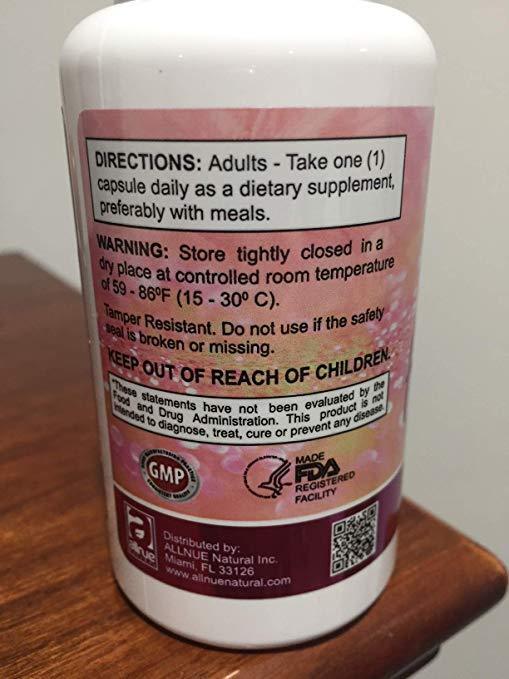 DIRECTIONS: Adults - Take one (1)
capsule daily as a dietary supplement,
preferably with meals.
WARNING: Store tightly closed in a
dry place at controlled room temperature
of 59 - 86ºF (15 - 30º C).
Tamper Resistant. Do not use if the safety
seal is broken or missing.
KEEP OUT OF REACH OF CHILDREN.
*These statements have not been evaluated by the
Food and Drug Administration. This product is not
intended to diagnose, treat, cure or prevent any disease.
GMP
MADE
FDA
REGISTERED
FACILITY
allnue
Distributed by:
ALLNUE Natural Inc.
Miami, FL 33126
www.allnuenatural.com